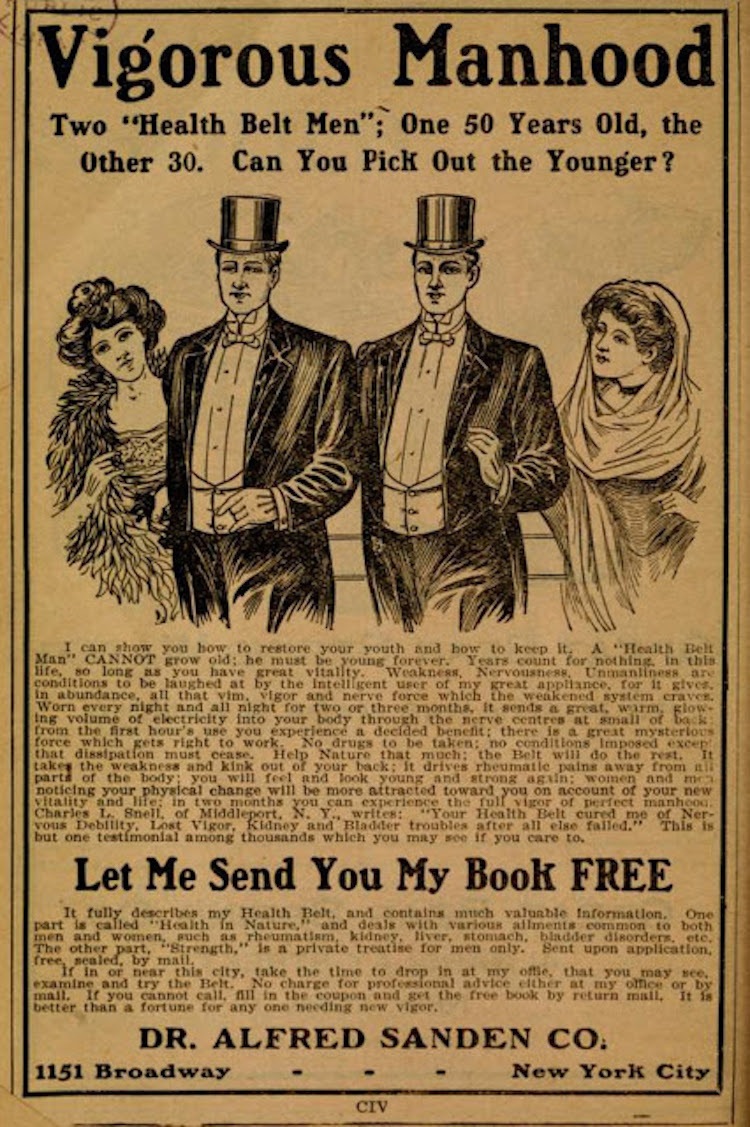 Vigorous Manhood
Two "Health Belt Men"; One 50 Years Old, the
Other 30. Can You Pick Out the Younger?
I can show you how to restore your youth and how to keep it. A "Health Belt
Man" CANNOT grow old; he must be young forever. Years count for nothing in this
life, so long as you have great vitality. Weakness, Nervousness, Unmanliness are
conditions to be laughed at by the intelligent user of my great appliance, for it gives,
in abundance, all that vim, vigor and nerve force which the weakened system craves.
Worn every night and all night for two or three months, it sends a great, warm, glow-
ing volume of electricity into your body through the nerve centres at small of back;
from the first hour's use you experience a decided benefit; there is a great mysterious
force which gets right to work. No drugs to be taken; no conditions imposed except
that dissipation must cease. Help Nature that much; the Belt will do the rest. It
takes the weakness and kink out of your back; it drives rheumatic pains away from all
parts of the body; you will feel and look young and strong again; women and men
noticing your physical change will be more attracted toward you on account of your new
vitality and life; in two months you can experience the full vigor of perfect manhood.
Charles L. Snell, of Middleport, N. Y., writes: "Your Health Belt cured me of Ner-
vous Debility, Lost Vigor, Kidney and Bladder troubles after all else failed." This is
but one testimonial among thousands which you may see if you care to.
Let Me Send You My Book FREE
It fully describes my Health Belt, and contains much valuable information. One
part is called "Health in Nature," and deals with various ailments common to both
men and women, such as rheumatism, kidney, liver, stomach, bladder disorders, etc.
The other part, "Strength," is a private treatise for men only. Sent upon application,
free, sealed, by mail.
If in or near this city, take the time to drop in at my offie, that you may see,
examine and try the Belt. No charge for professional advice either at my office or by
mail. If you cannot call, fill in the coupon and get the free book by return mail. It is
better than a fortune for any one needing new vigor.
DR. ALFRED SANDEN CO.
1151 Broadway - - - New York City
CIV